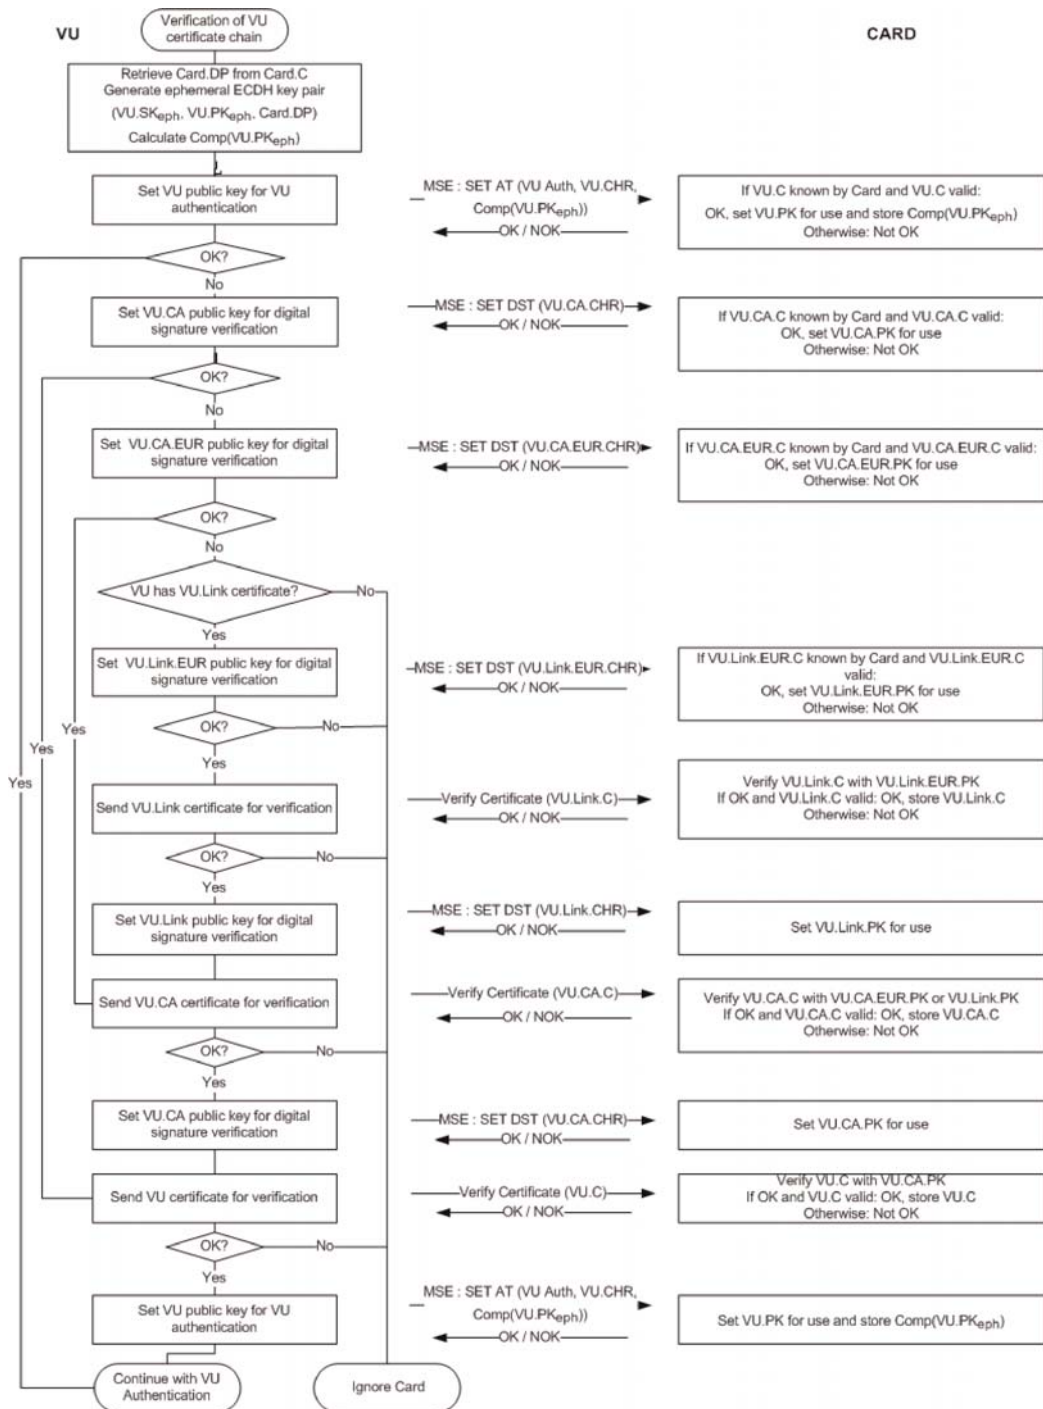 VU
Verification of VU
certificate chain
CARD
Retrieve Card.DP from Card.C
Generate ephemeral ECDH key pair
(VU.SKeph, VU.PKeph, Card.DP)
Calculate Comp(VU.PKeph)
Set VU public key for VU
authentication
MSE : SET AT (VU Auth, VU.CHR,
Comp(VU.PKeph))
OK / NOK
If VU.C known by Card and VU.C valid:
OK, set VU.PK for use and store Comp(VU.PKeph)
Otherwise: Not OK
OK?
No
Set VU.CA public key for digital
signature verification
MSE : SET DST (VU.CA.CHR)
OK / NOK
If VU.CA.C known by Card and VU.CA.C valid:
OK, set VU.CA.PK for use
Otherwise: Not OK
OK?
No
Set VU.CA.EUR public key for digital
signature verification
MSE : SET DST (VU.CA.EUR.CHR)
OK / NOK
If VU.CA.EUR.C known by Card and VU.CA.EUR.C valid:
OK, set VU.CA.EUR.PK for use
Otherwise: Not OK
OK?
No
VU has VU.Link certificate?
No
Yes
Set VU.Link.EUR public key for digital
signature verification
MSE : SET DST (VU.Link.EUR.CHR)
OK / NOK
If VU.Link.EUR.C known by Card and VU.Link.EUR.C
valid:
OK, set VU.Link.EUR.PK for use
Otherwise: Not OK
OK?
No
Yes
Yes
Yes
Yes
Send VU.Link certificate for verification
Verify Certificate (VU.Link.C)
OK / NOK
Verify VU.Link.C with VU.Link.EUR.PK
If OK and VU.Link.C valid: OK, store VU.Link.C
Otherwise: Not OK
OK?
No
Yes
Set VU.Link public key for digital
signature verification
MSE : SET DST (VU.Link.CHR)
OK / NOK
Set VU.Link.PK for use
Send VU.CA certificate for verification
Verify Certificate (VU.CA.C)
OK / NOK
Verify VU.CA.C with VU.CA.EUR.PK or VU.Link.PK
If OK and VU.CA.C valid: OK, store VU.CA.C
Otherwise: Not OK
OK?
No
Yes
Set VU.CA public key for digital
signature verification
MSE : SET DST (VU.CA.CHR)
OK / NOK
Set VU.CA.PK for use
Send VU certificate for verification
Verify Certificate (VU.C)
OK / NOK
Verify VU.C with VU.CA.PK
If OK and VU.C valid: OK, store VU.C
Otherwise: Not OK
OK?
No
Yes
Set VU public key for VU
authentication
MSE : SET AT (VU Auth, VU.CHR,
Comp(VU.PKeph))
OK / NOK
Set VU.PK for use and store Comp(VU.PKeph)
Continue with VU
Authentication
Ignore Card